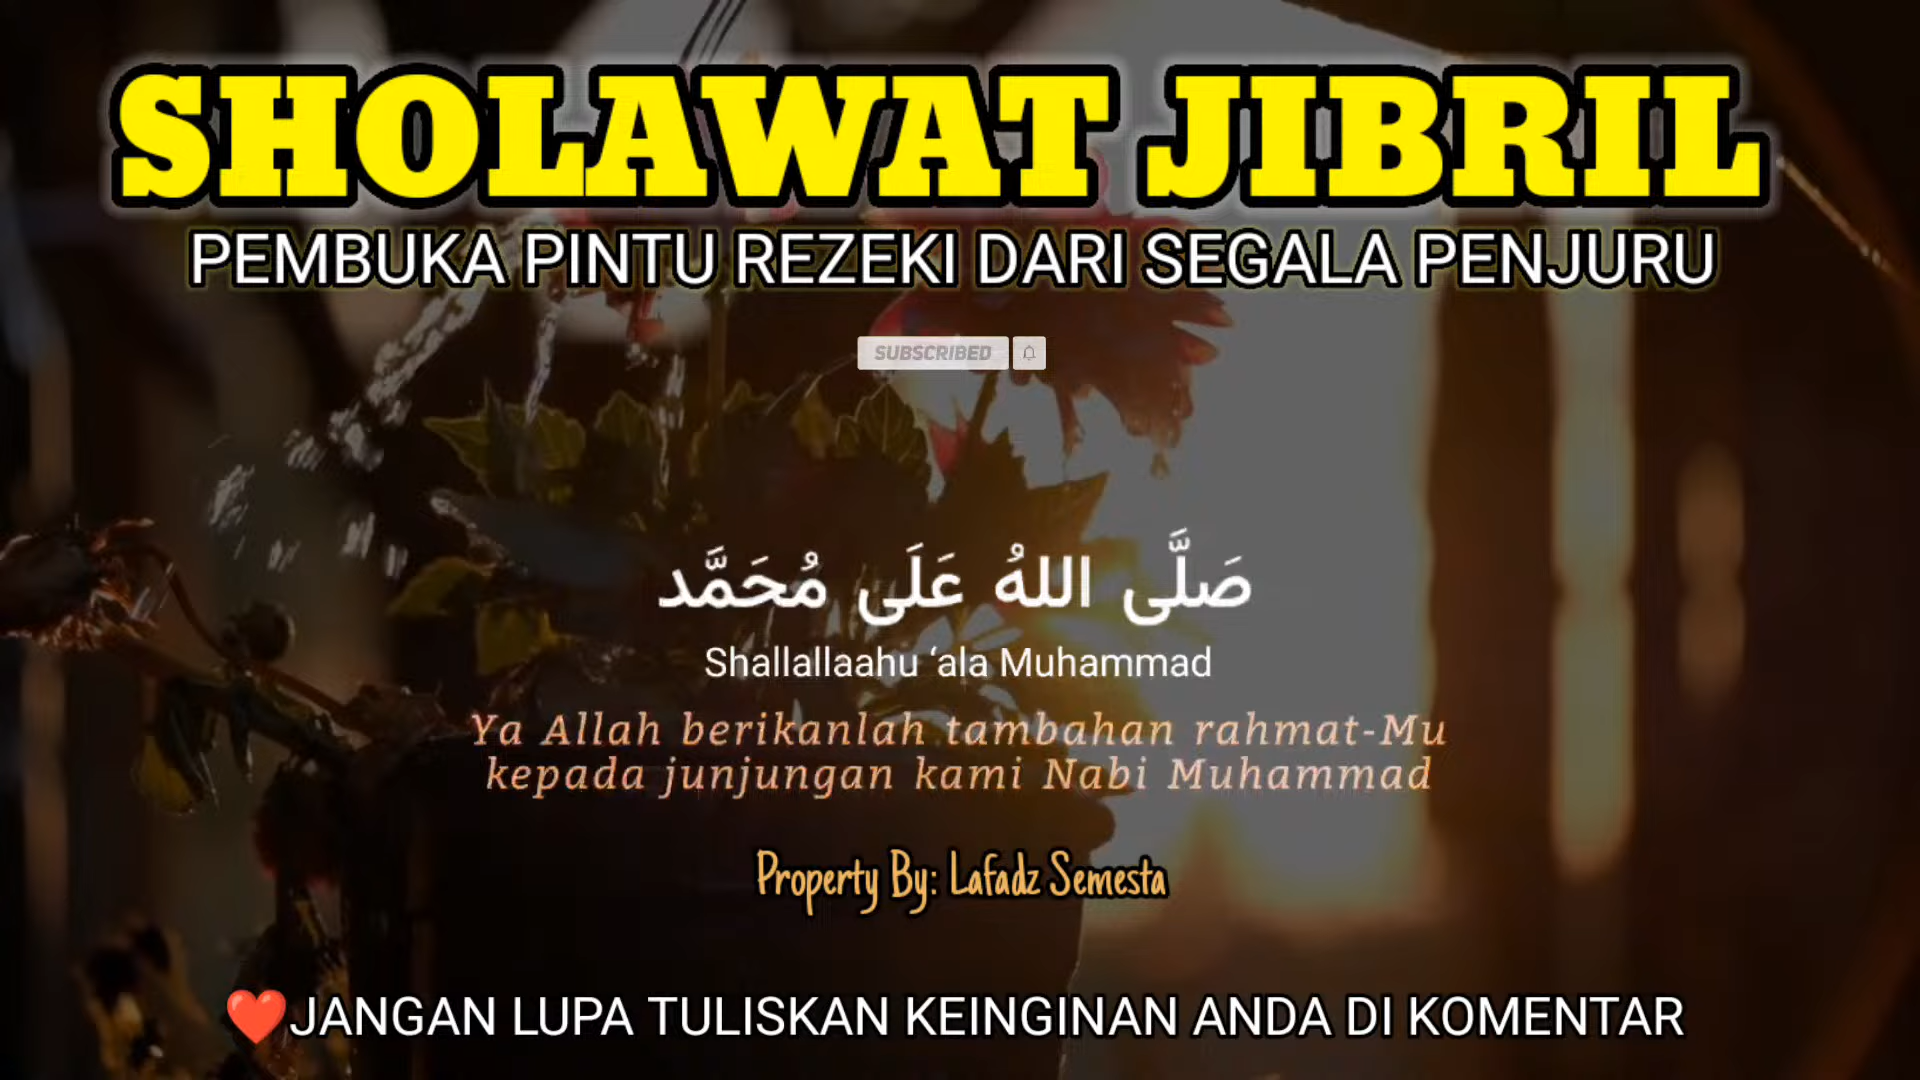 SHOLAWAT JIBRIL
PEMBUKA PINTU REZEKI DARI SEGALA PENJURU
SUBSCRIBED
صَلَّى اللهُ عَلَى مُحَمَّد
Shallallaahu ‘ala Muhammad
Ya Allah berikanlah tambahan rahmat-Mu
kepada junjungan kami Nabi Muhammad
Property By: Lafadz Semesta
❤️JANGAN LUPA TULISKAN KEINGINAN ANDA DI KOMENTAR